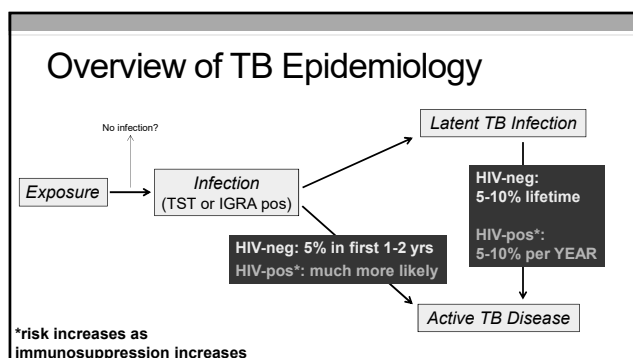 Overview of TB Epidemiology
No infection?
Latent TB Infection
Exposure
Infection
(TST or IGRA pos)
HIV-neg:
5-10% lifetime
HIV-pos*:
5-10% per YEAR
HIV-neg: 5% in first 1-2 yrs
HIV-pos*: much more likely
Active TB Disease
*risk increases as
immunosuppression increases